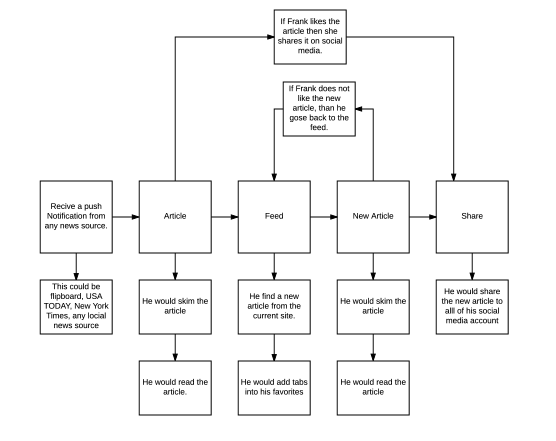 If Frank likes the
article then she
shares it on social
media.
If Frank does not
like the new
article, than he
gose back to the
feed.
Recive a push
Notification from
any news source.
Article
Feed
New Article
Share
This could be
flipboard, USA
TODAY, New York
Times, any locial
news source
He would skim the
article
He find a new
article from the
current site.
He would skim the
article
He would share
the new article to
alll of his social
media account
He would read the
article.
He would add tabs
into his favorites
He would read the
article